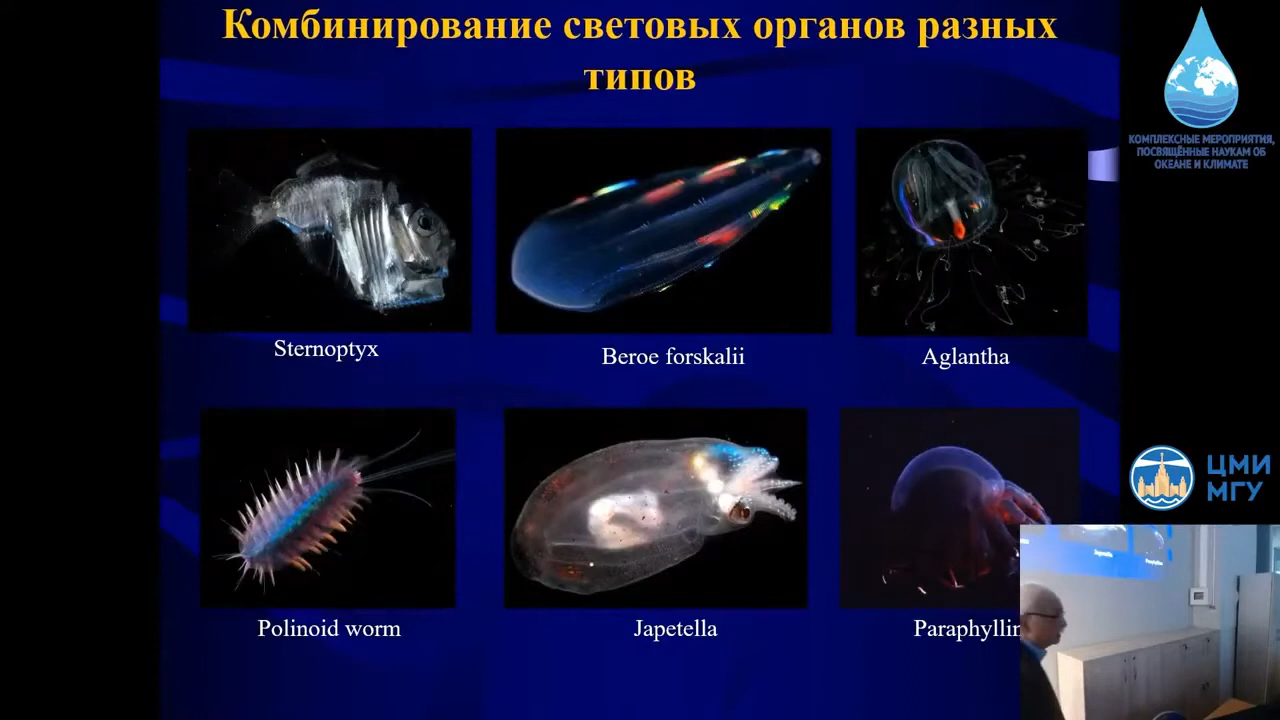 Комбинирование световых органов разных
типов
КОМПЛЕКСНЫЕ МЕРОПРИЯТИЯ,
ПОСВЯЩЁННЫЕ НАУКАМ ОБ
ОКЕАНЕ И КЛИМАТЕ
Sternoptyx
Beroe forskalii
Aglantha
ЦМИ
МГУ
Polinoid worm
Japetella
Paraphyllin